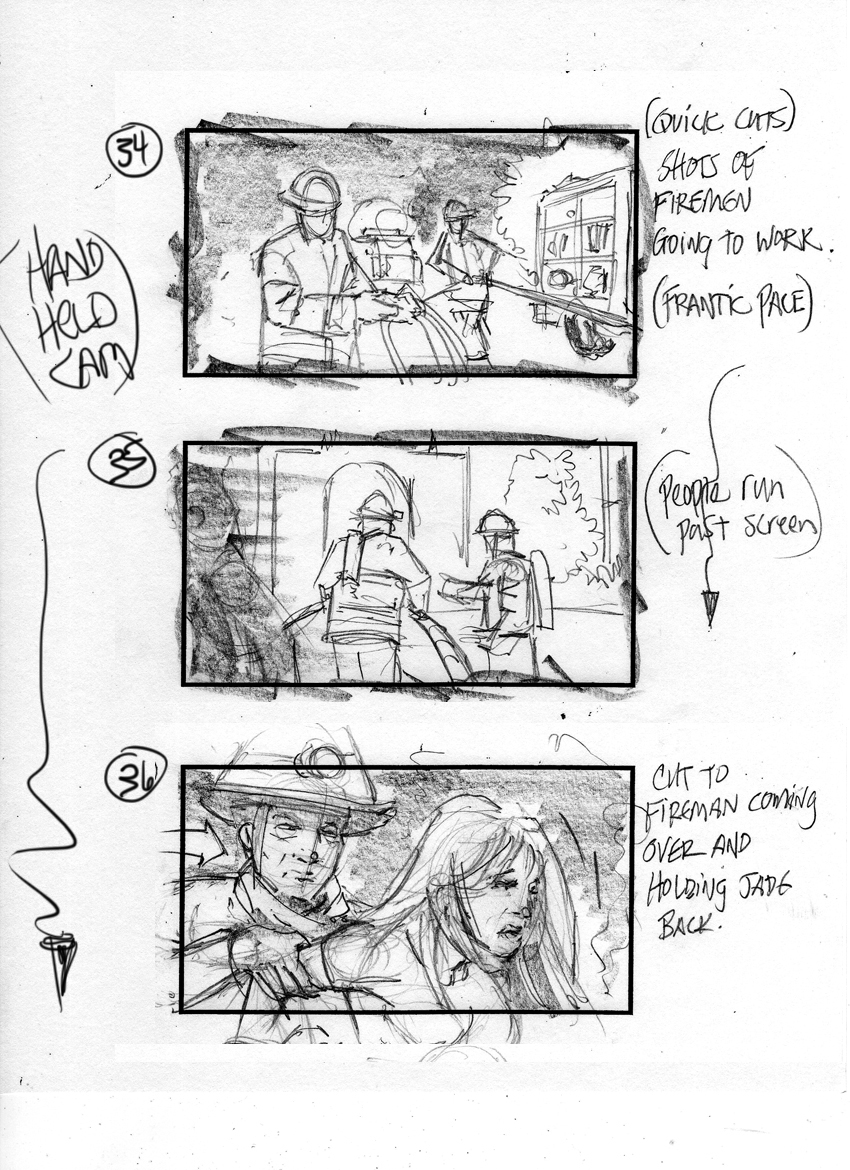 34
(QUICK CUTS)
SHOTS OF
FIREMEN
GOING TO WORK.
(FRANTIC PACE)
HAND
HELD
CAM
35
(People run
past screen)
36
CUT TO
FIREMAN COMING
OVER AND
HOLDING JADE
BACK.